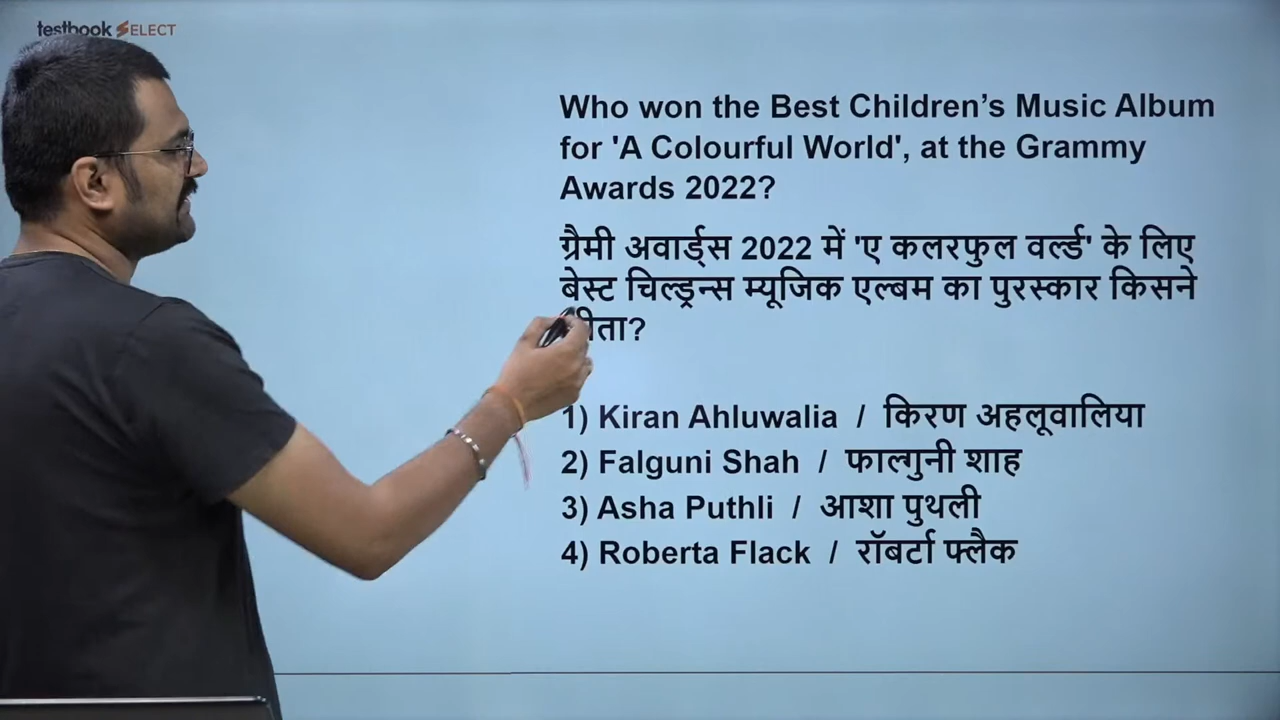 testbook SELECT
Who won the Best Children’s Music Album
for 'A Colourful World', at the Grammy
Awards 2022?
ग्रैमी अवार्ड्स 2022 में 'ए कलरफुल वर्ल्ड' के लिए
बेस्ट चिल्ड्रन्स म्यूजिक एल्बम का पुरस्कार किसने
1) Kiran Ahluwalia / किरण अहलूवालिया
2) Falguni Shah / फाल्गुनी शाह
3) Asha Puthli / आशा पुथली
4) Roberta Flack / रॉबर्टा फ्लैक